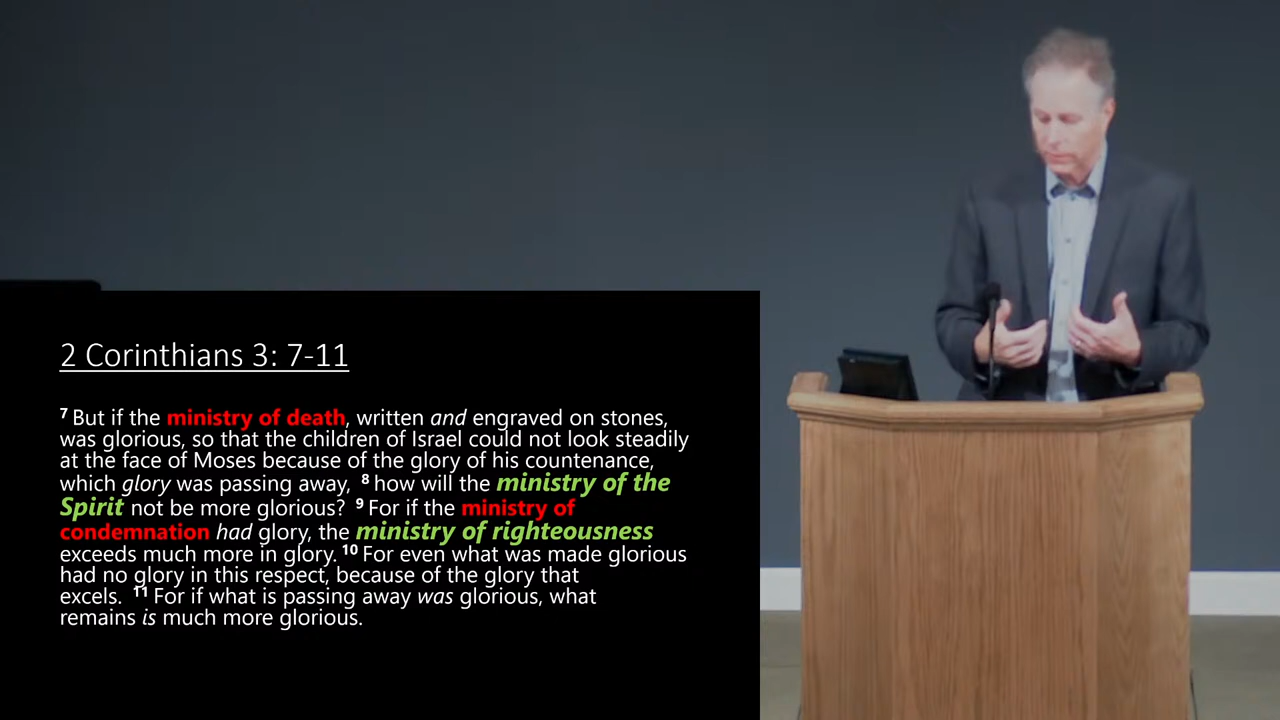 2 Corinthians 3: 7-11
7 But if the ministry of death, written and engraved on stones,
was glorious, so that the children of Israel could not look steadily
at the face of Moses because of the glory of his countenance,
which glory was passing away, 8 how will the ministry of the
Spirit not be more glorious? 9 For if the ministry of
condemnation had glory, the ministry of righteousness
exceeds much more in glory. 10 For even what was made glorious
had no glory in this respect, because of the glory that
excels. 11 For if what is passing away was glorious, what
remains is much more glorious.